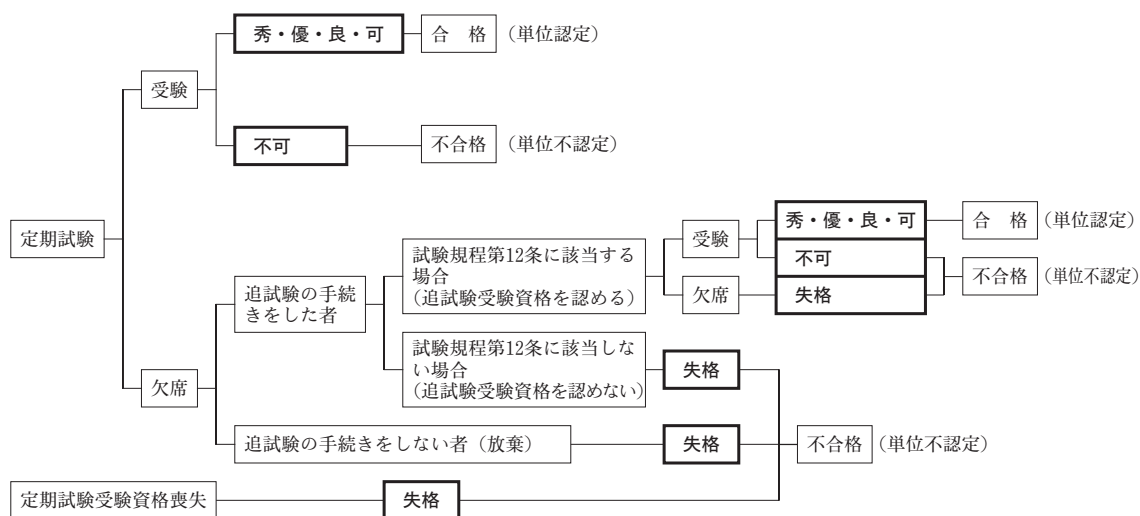 秀・優・良・可
合　格
（単位認定）
受験
不可
不合格
（単位不認定）
定期試験
秀・優・良・可
合　格
（単位認定）
受験
試験規程第12条に該当する
場合
（追試験受験資格を認める）
不可
不合格
（単位不認定）
欠席
失格
追試験の手続
きをした者
試験規程第12条に該当しな
い場合
（追試験受験資格を認めない）
失格
欠席
追試験の手続きをしない者（放棄）
失格
不合格
（単位不認定）
定期試験受験資格喪失
失格